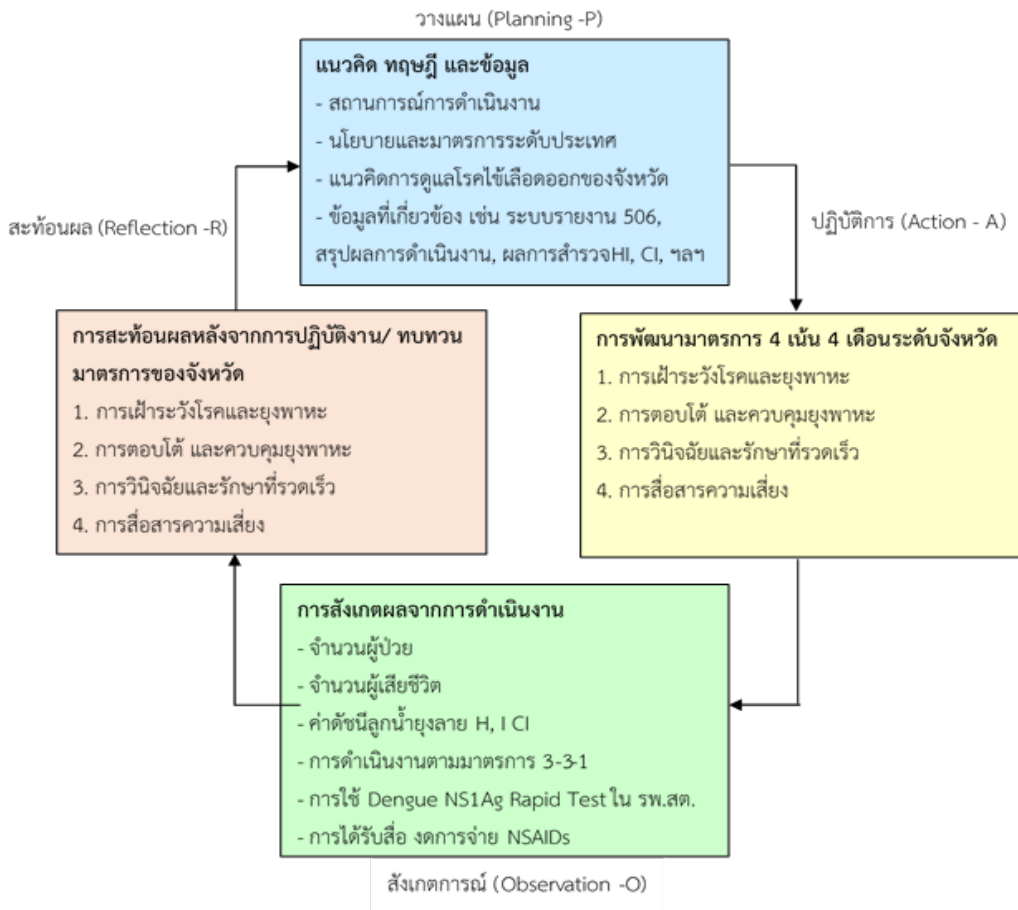 วางแผน (Planning -P)
แนวคิด ทฤษฎี และข้อมูล
- สถานการณ์การดำเนินงาน
- นโยบายและมาตรการระดับประเทศ
- แนวคิดการดูแลโรคไข้เลือดออกของจังหวัด
- ข้อมูลที่เกี่ยวข้อง เช่น ระบบรายงาน 506,
สรุปผลการดำเนินงาน, ผลการสำรวจHI, CI, ฯลฯ
สะท้อนผล (Reflection -R)
ปฏิบัติการ (Action - A)
การสะท้อนผลหลังจากการปฏิบัติงาน/ ทบทวน
มาตรการของจังหวัด
1. การเฝ้าระวังโรคและยุงพาหะ
2. การตอบโต้ และควบคุมยุงพาหะ
3. การวินิจฉัยและรักษาที่รวดเร็ว
4. การสื่อสารความเสี่ยง
การพัฒนามาตรการ 4 เน้น 4 เดือนระดับจังหวัด
1. การเฝ้าระวังโรคและยุงพาหะ
2. การตอบโต้ และควบคุมยุงพาหะ
3. การวินิจฉัยและรักษาที่รวดเร็ว
4. การสื่อสารความเสี่ยง
การสังเกตผลจากการดำเนินงาน
- จำนวนผู้ป่วย
- จำนวนผู้เสียชีวิต
- ค่าดัชนีลูกน้ำยุงลาย H, I CI
- การดำเนินงานตามมาตรการ 3-3-1
- การใช้ Dengue NS1Ag Rapid Test ใน รพ.สต.
- การได้รับสื่อ งดการจ่าย NSAIDs
สังเกตการณ์ (Observation -O)